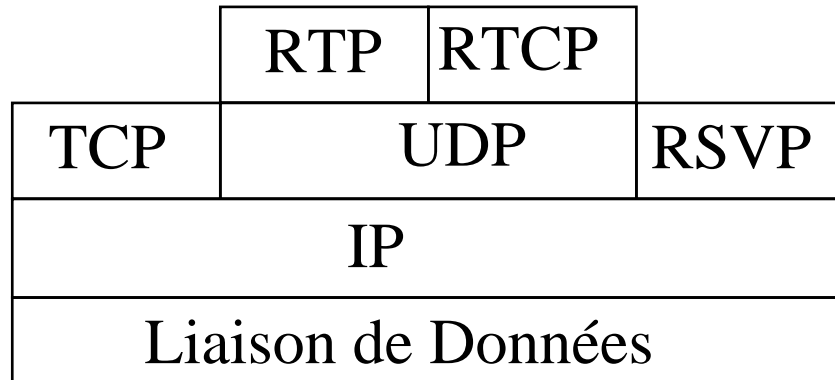 RTP RTCP
TCP UDP RSVP
IP
Liaison de Données